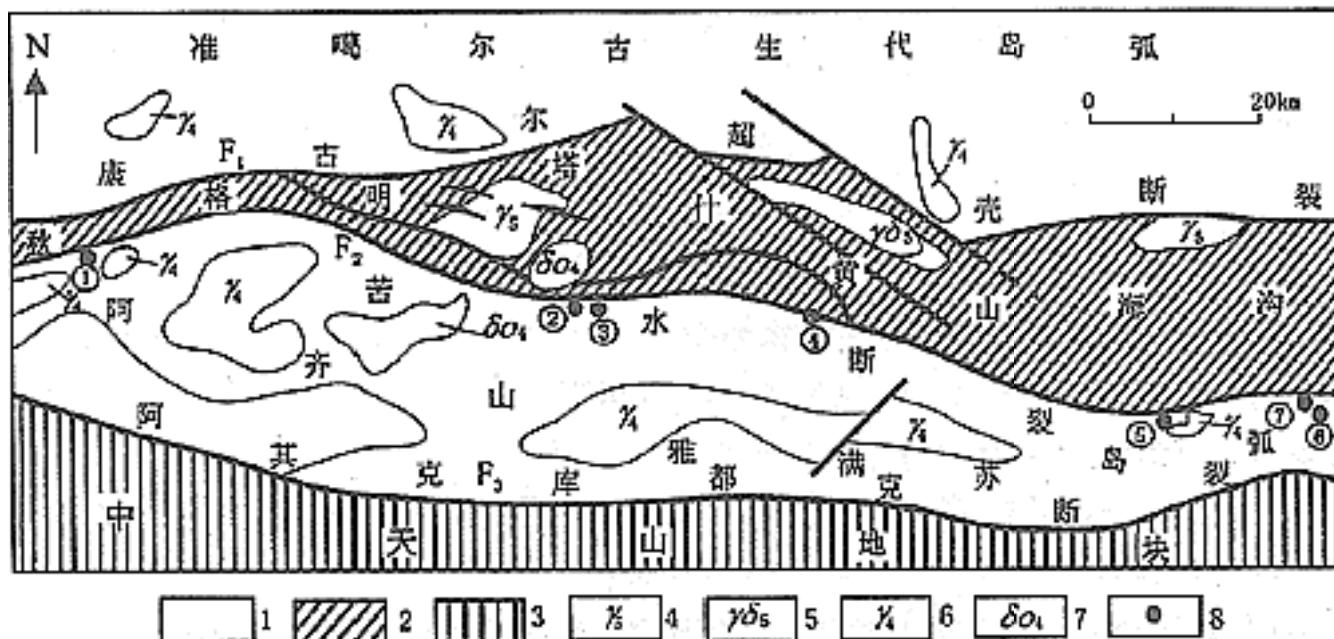 N 准噶尔古生代岛弧
0 20km
γ4 γ4 γ4
康古尔塔超壳断裂
F1
秋格明什黄山海沟
γ5 γδ5 γ5
δo4
F2
① γ4 γ4 苦水断裂 δo4 ② ③ ④ ⑤ γ4 ⑦ ⑥
阿齐山雅满苏岛弧
γ4 γ4
阿其克库都克断裂
F3
中天山地块
1 2 3 γ5 4 γδ5 5 γ4 6 δo4 7 8